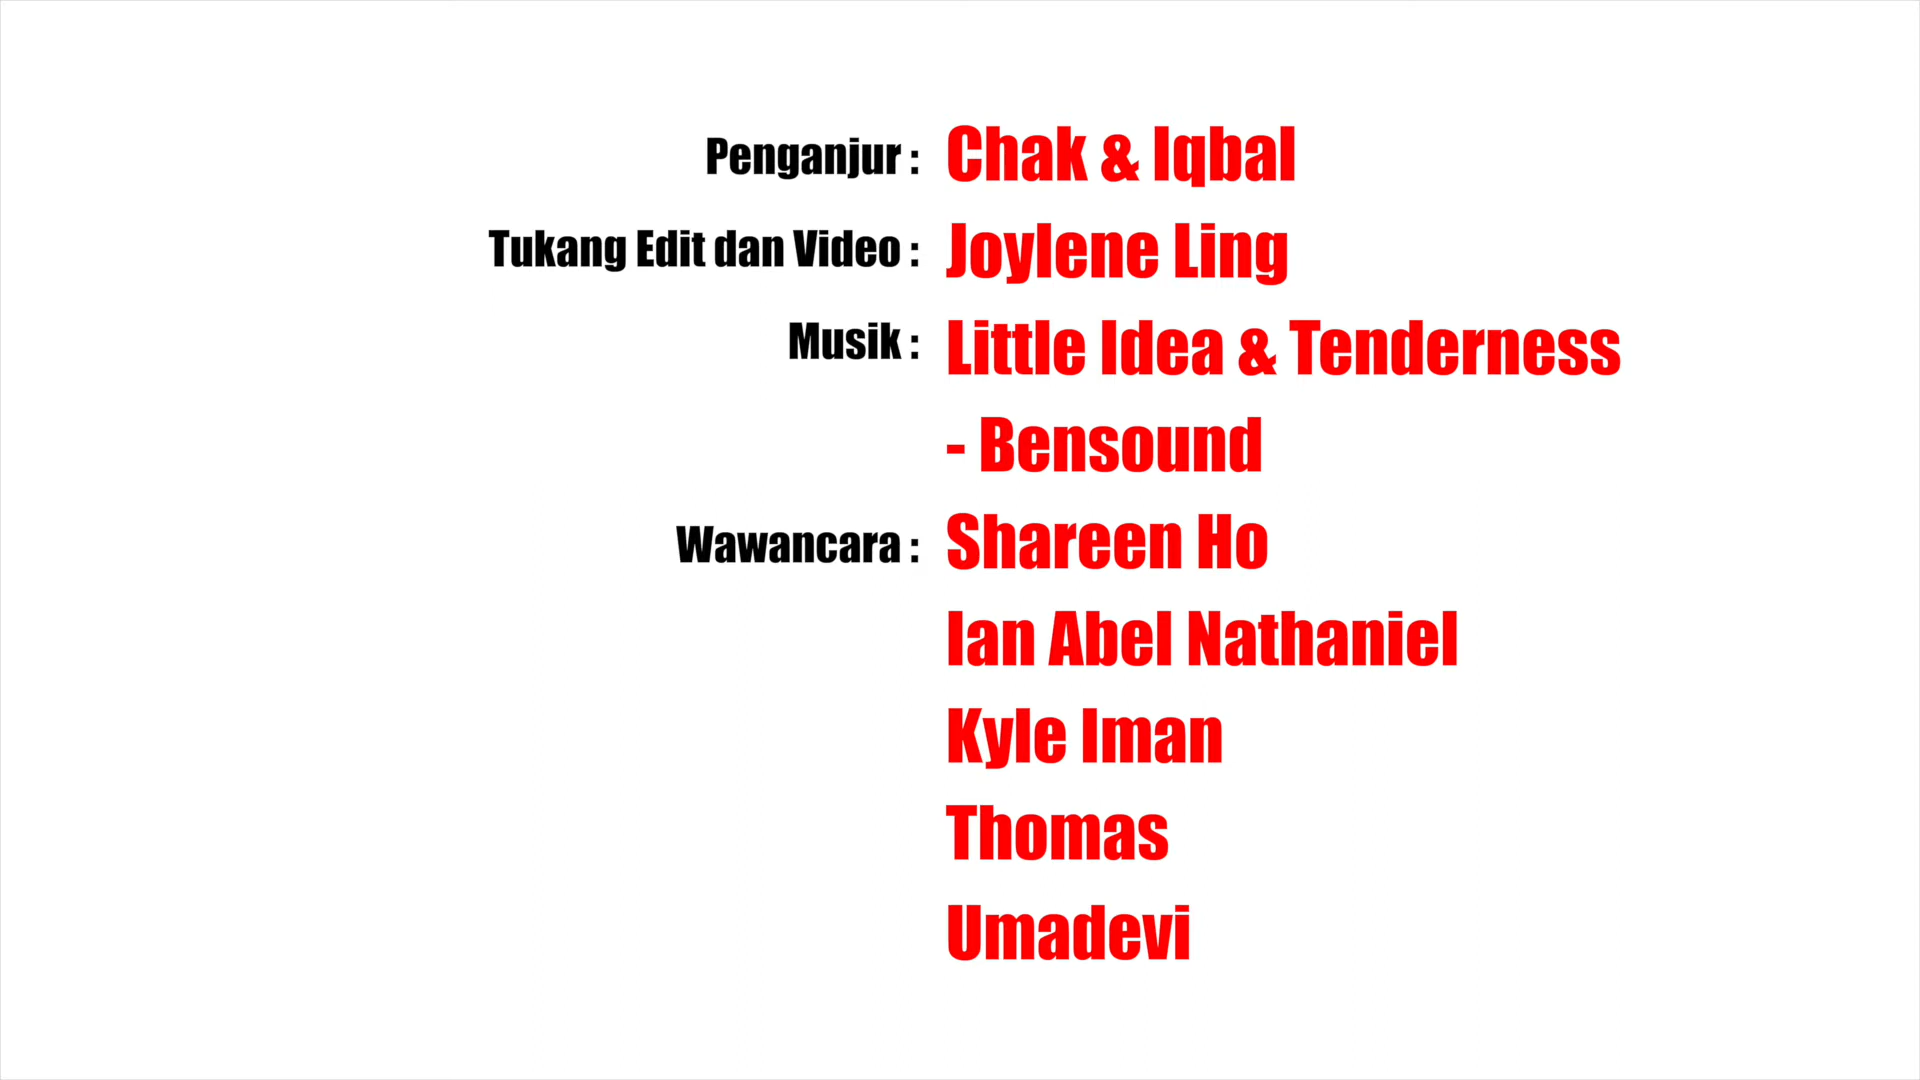 Penganjur : Chak & Iqbal
Tukang Edit dan Video : Joylene Ling
Musik : Little Idea & Tenderness
- Bensound
Wawancara : Shareen Ho
Ian Abel Nathaniel
Kyle Iman
Thomas
Umadevi